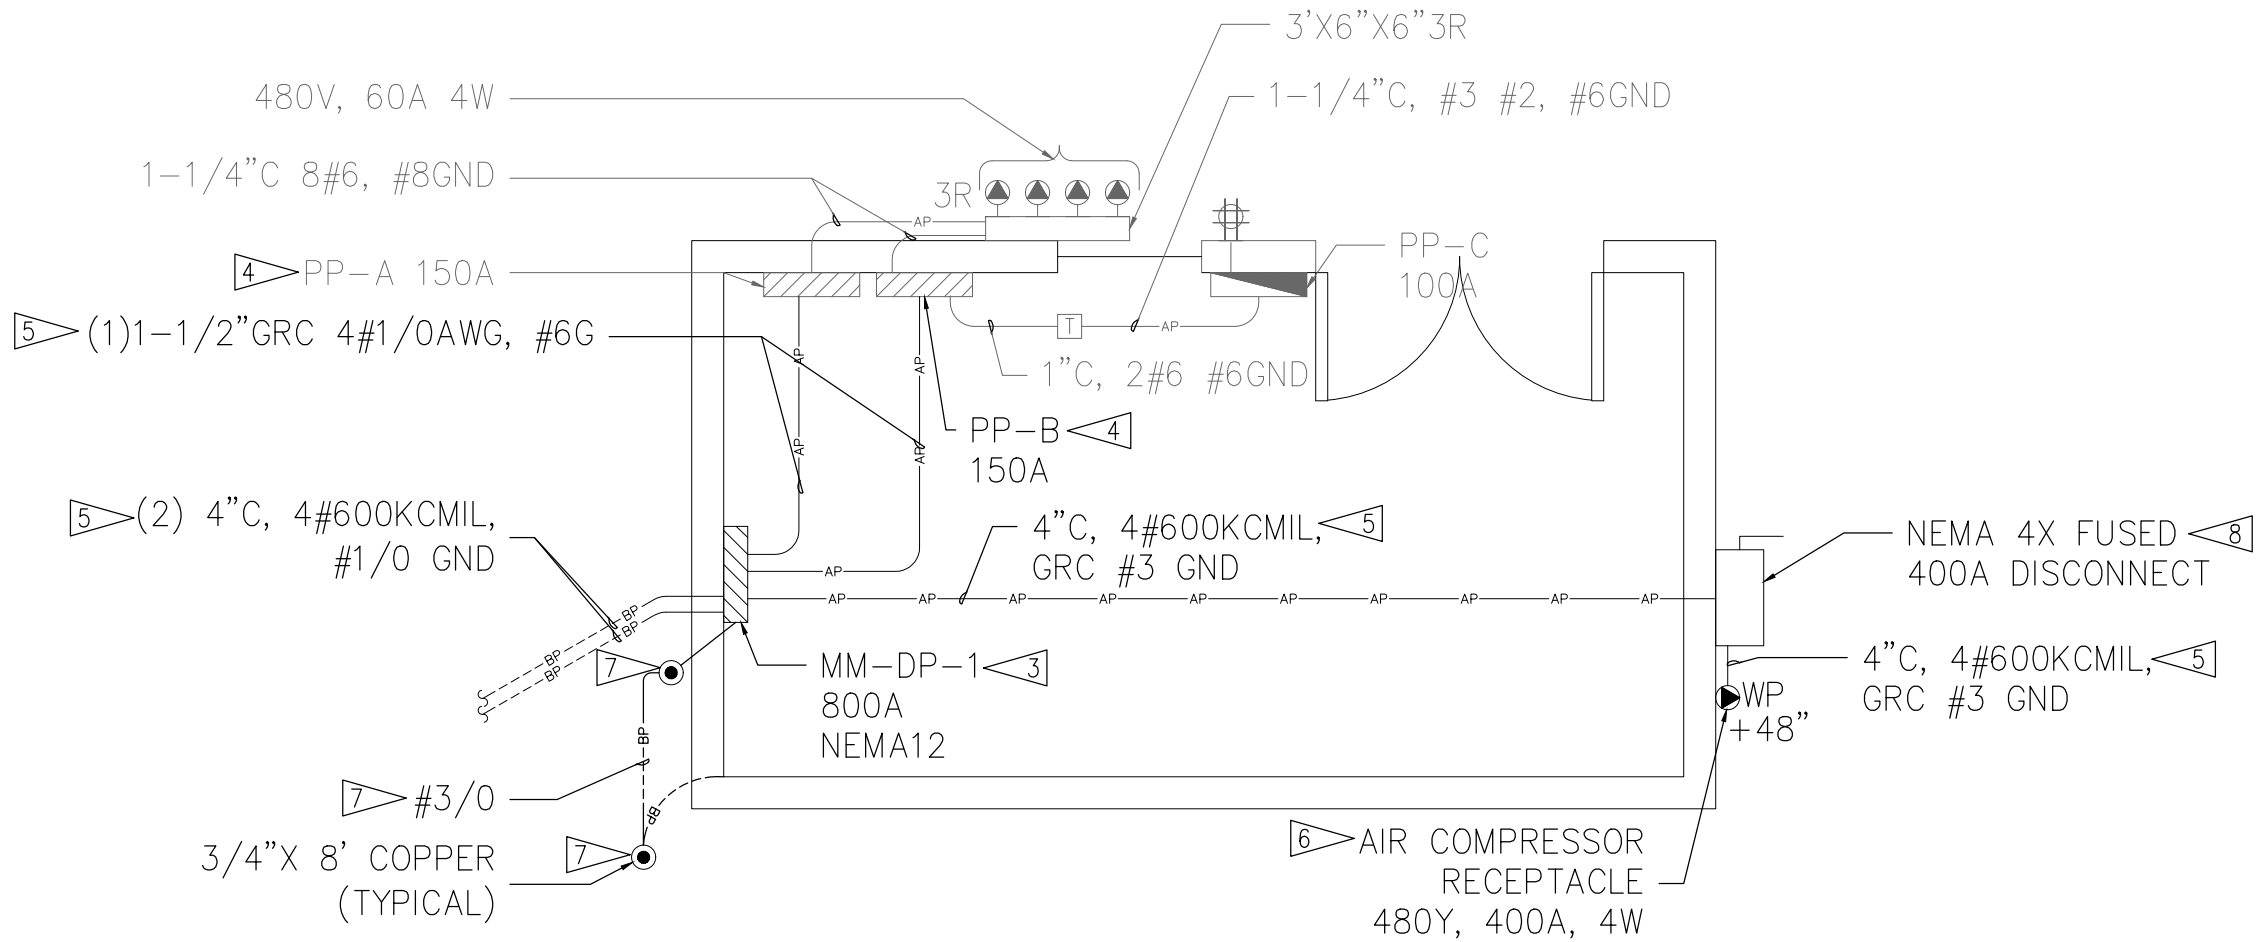 3'X6"X6"3R
480V, 60A 4W
1-1/4"C, #3 #2, #6GND
1-1/4"C 8#6, #8GND
3R
AP
PP-C
100A
4
PP-A 150A
T
AP
5
(1)1-1/2"GRC 4#1/0AWG, #6G
AP
AP
1"C, 2#6 #6GND
PP-B
4
150A
AP
AP
5
(2) 4"C, 4#600KCMIL,
#1/0 GND
4"C, 4#600KCMIL,
5
GRC #3 GND
NEMA 4X FUSED
8
400A DISCONNECT
AP
AP
AP
AP
AP
AP
AP
AP
AP
AP
AP
BP
BP
BP
BP
7
MM-DP-1
3
800A
NEMA12
4"C, 4#600KCMIL,
5
GRC #3 GND
WP
+48"
BP
7
#3/0
BP
3/4"X 8' COPPER
(TYPICAL)
7
6
AIR COMPRESSOR
RECEPTACLE
480Y, 400A, 4W